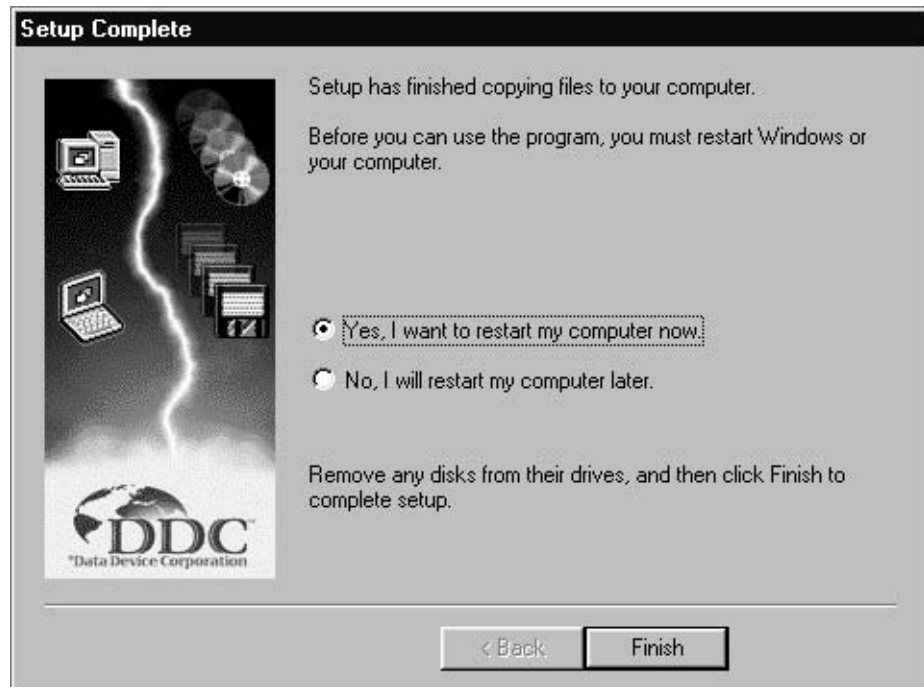 Setup Complete
Setup has finished copying files to your computer.
Before you can use the program, you must restart Windows or
your computer.
Yes, I want to restart my computer now.
No, I will restart my computer later.
Remove any disks from their drives, and then click Finish to
complete setup.
DDC™
®Data Device Corporation
< Back
Finish